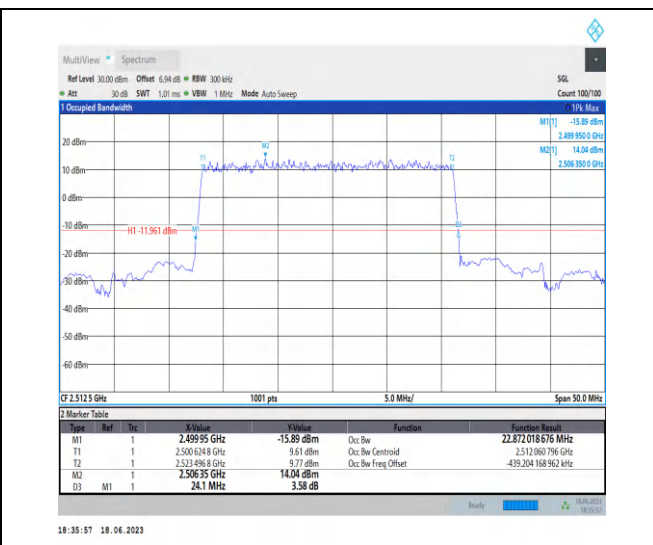 MultiView Spectrum
Ref Level 30.00 dBm Offset 6.94 dB RBW 300 kHz SGL
Att 30 dB SWT 1.01 ms VBW 1 MHz Mode Auto Sweep Count 100/100
1 Occupied Bandwidth 1Pk Max
M1[1] -15.89 dBm
2.499 950 0 GHz
M2[1] 14.04 dBm
2.506 350 0 GHz
20 dBm
M2
T1 T2
10 dBm
0 dBm
-10 dBm
H1 -11.961 dBm M1 D3
-20 dBm
-30 dBm
-40 dBm
-50 dBm
-60 dBm
CF 2.512 5 GHz 1001 pts 5.0 MHz/ Span 50.0 MHz
2 Marker Table
Type Ref Trc X-Value Y-Value Function Function Result
M1 1 2.499 95 GHz -15.89 dBm Occ Bw 22.872 018 676 MHz
T1 1 2.500 624 8 GHz 9.61 dBm Occ Bw Centroid 2.512 060 796 GHz
T2 1 2.523 496 8 GHz 9.77 dBm Occ Bw Freq Offset -439.204 168 962 kHz
M2 1 2.506 35 GHz 14.04 dBm
D3 M1 1 24.1 MHz 3.58 dB
Ready 18.06.2023
18:35:57
18:35:57 18.06.2023